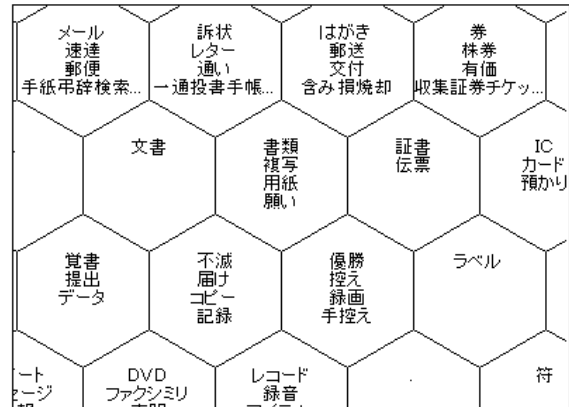 メール
速達
郵便
手紙弔辞検索...
訴状
レター
通い
一通投書手帳...
はがき
郵送
交付
含み損焼却
券
株券
有価
収集証券チケッ...
文書
書類
複写
用紙
願い
証書
伝票
IC
カード
預かり
覚書
提出
データ
不滅
届け
コピー
記録
優勝
控え
録画
手控え
ラベル
ート
セージ
DVD
ファクシミリ
レコード
録音
符